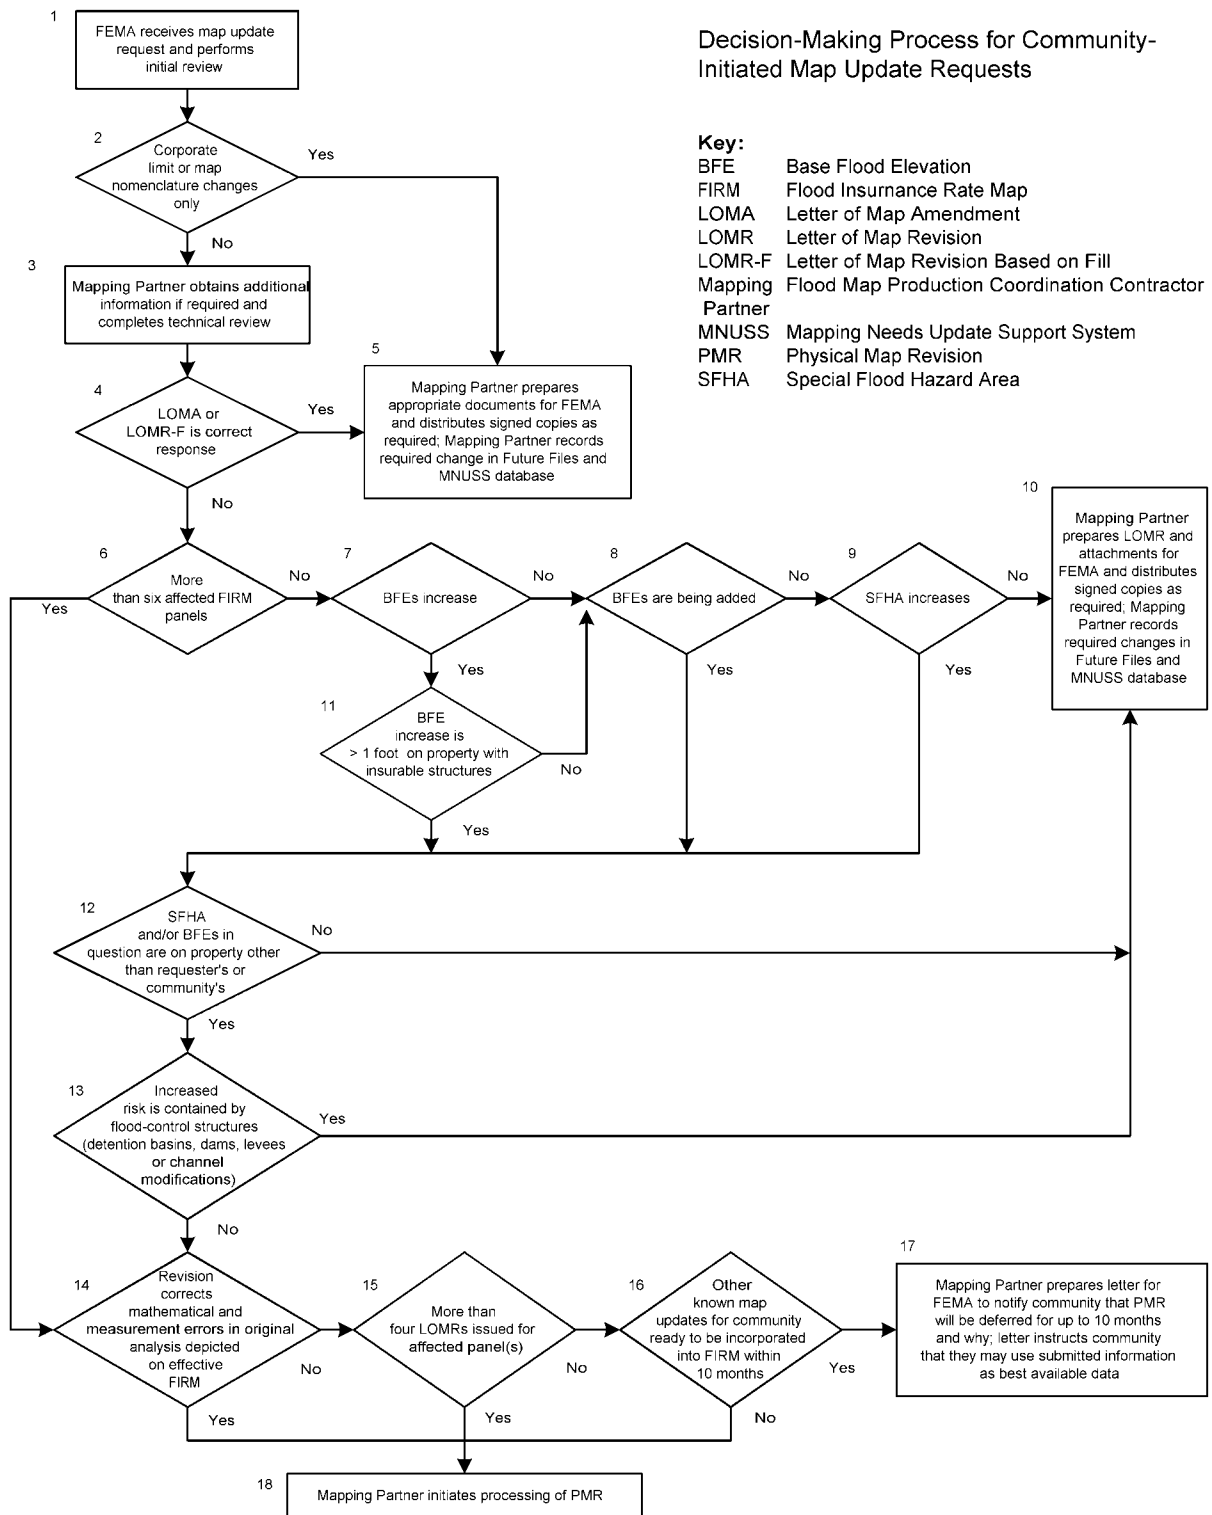 1
FEMA receives map update
request and performs
initial review
Decision-Making Process for Community-
Initiated Map Update Requests
Key:
BFE Base Flood Elevation
FIRM Flood Insurnance Rate Map
LOMA Letter of Map Amendment
LOMR Letter of Map Revision
LOMR-F Letter of Map Revision Based on Fill
Mapping Flood Map Production Coordination Contractor
Partner
MNUSS Mapping Needs Update Support System
PMR Physical Map Revision
SFHA Special Flood Hazard Area
2
Corporate
limit or map
nomenclature changes
only
Yes
No
3
Mapping Partner obtains additional
information if required and
completes technical review
4
LOMA or
LOMR-F is correct
response
Yes
No
5
Mapping Partner prepares
appropriate documents for FEMA
and distributes signed copies as
required; Mapping Partner records
required change in Future Files and
MNUSS database
6
More
than six affected FIRM
panels
Yes
No
7
BFEs increase
No
Yes
8
BFEs are being added
No
Yes
9
SFHA increases
No
Yes
10
Mapping Partner
prepares LOMR and
attachments for
FEMA and distributes
signed copies as
required; Mapping
Partner records
required changes in
Future Files and
MNUSS database
11
BFE
increase is
> 1 foot on property with
insurable structures
No
Yes
12
SFHA
and/or BFEs in
question are on property other
than requester's or
community's
No
Yes
13
Increased
risk is contained by
flood-control structures
(detention basins, dams, levees
or channel
modifications)
Yes
No
14
Revision
corrects
mathematical and
measurement errors in original
analysis depicted
on effective
FIRM
No
Yes
15
More than
four LOMRs issued for
affected panel(s)
No
Yes
16
Other
known map
updates for community
ready to be incorporated
into FIRM within
10 months
Yes
No
17
Mapping Partner prepares letter for
FEMA to notify community that PMR
will be deferred for up to 10 months
and why; letter instructs community
that they may use submitted information
as best available data
18
Mapping Partner initiates processing of PMR